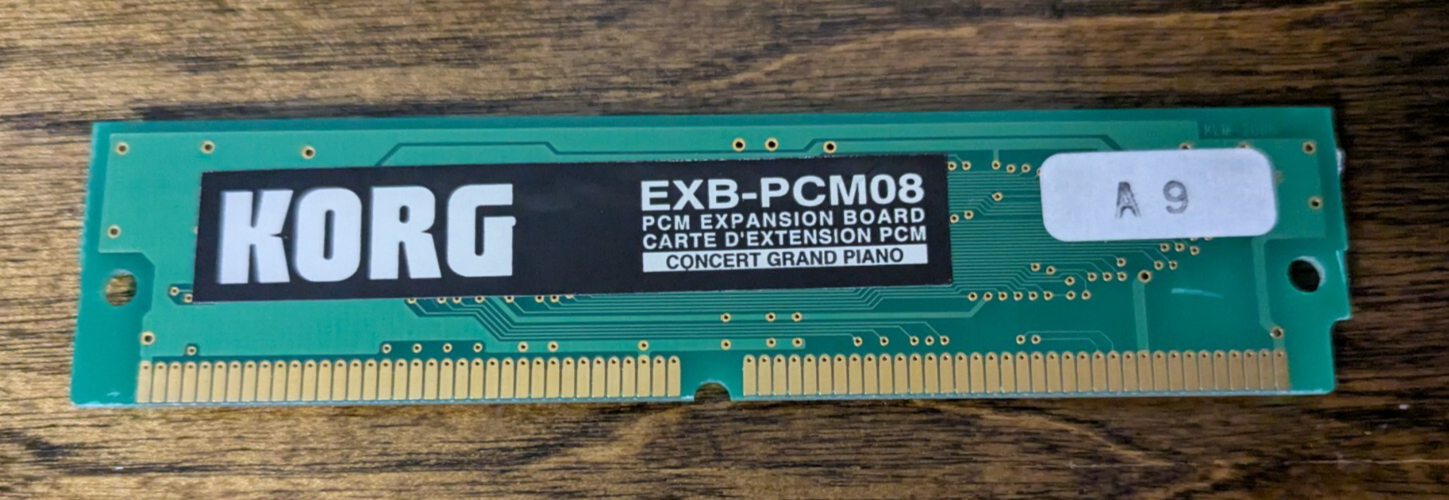 KORG
EXB-PCM08
PCM EXPANSION BOARD
CARTE D'EXTENSION PCM
CONCERT GRAND PIANO
A 9